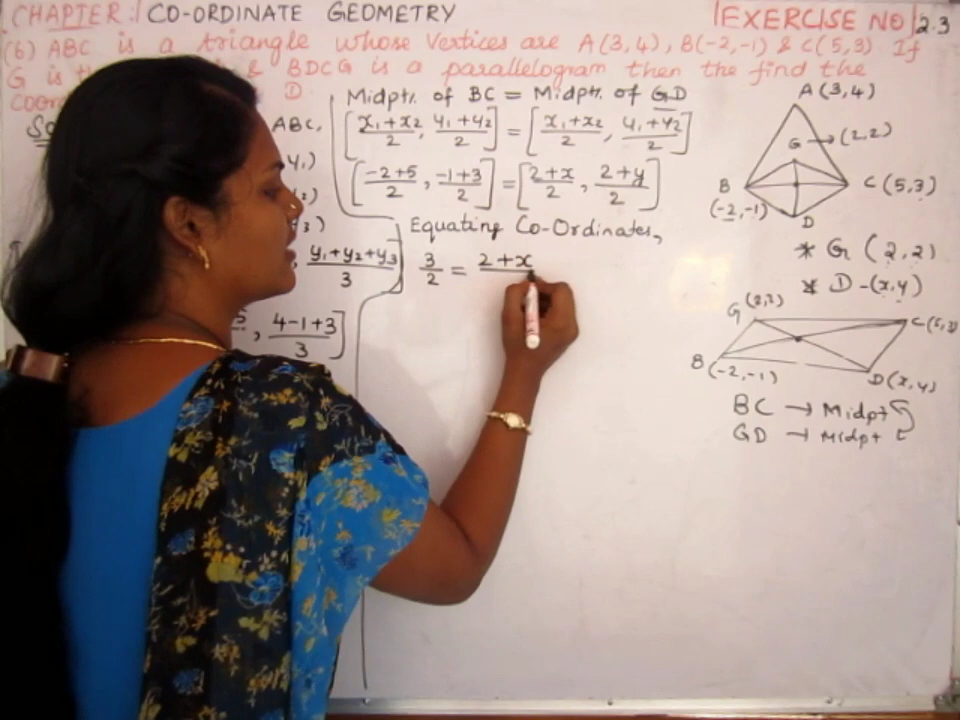 CHAPTER: CO-ORDINATE GEOMETRY
EXERCISE NO 2.3
(6) ABC is a triangle whose Vertices are A(3,4), B(-2,-1) & C(5,3) If
G is & BDCG is a parallelogram then the find the
D
ABC,
y₁)
[ , (y₁+y₂+y₃)/3]
[ , (4-1+3)/3]
Midpt. of BC = Midpt. of GD
[(x₁+x₂)/2, (y₁+y₂)/2] = [(x₁+x₂)/2, (y₁+y₂)/2]
[(-2+5)/2, (-1+3)/2] = [(2+x)/2, (2+y)/2]
Equating Co-Ordinates,
3/2 = 2+x
A(3,4)
G → (2,2)
B
(-2,-1)
C(5,3)
D
* G (2,2)
* D-(x,y)
G (2,2)
C(5,3)
B(-2,-1)
D(x,y)
BC → Midpt
GD → Midpt